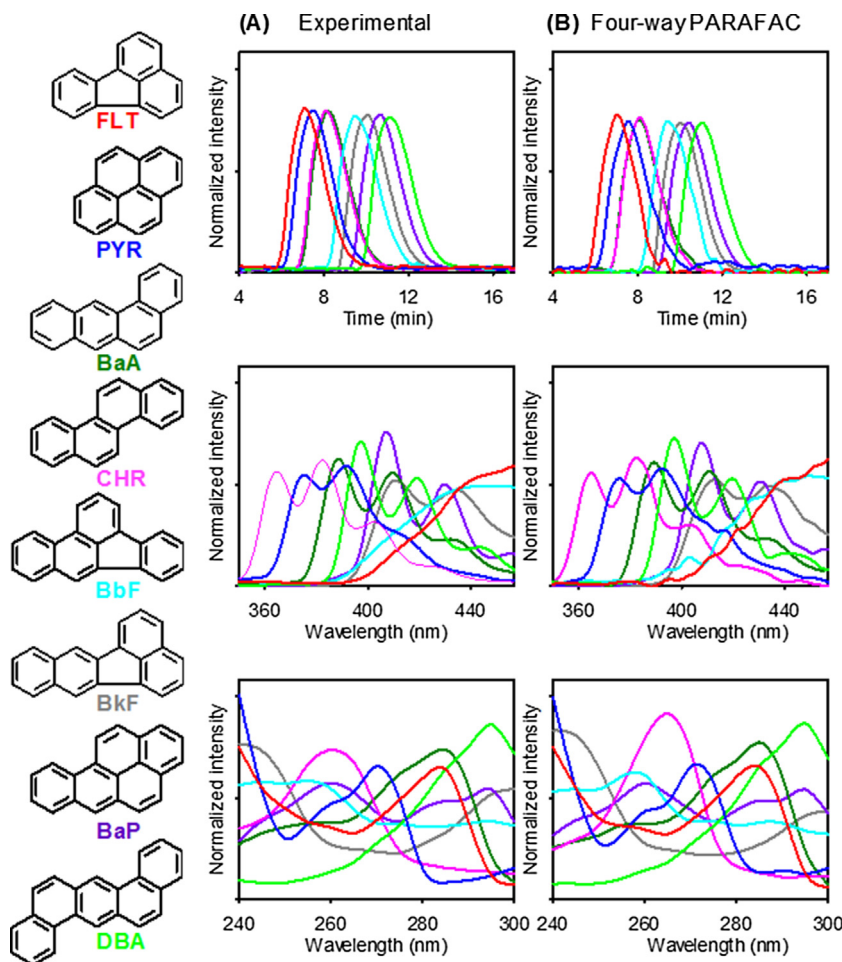 (A) Experimental
(B) Four-way PARAFAC
FLT
PYR
BaA
CHR
BbF
BkF
BaP
DBA
Normalized intensity
4 8 12 16
Time (min)
Normalized intensity
4 8 12 16
Time (min)
Normalized intensity
360 400 440
Wavelength (nm)
Normalized intensity
360 400 440
Wavelength (nm)
Normalized intensity
240 260 280 300
Wavelength (nm)
Normalized intensity
240 260 280 300
Wavelength (nm)